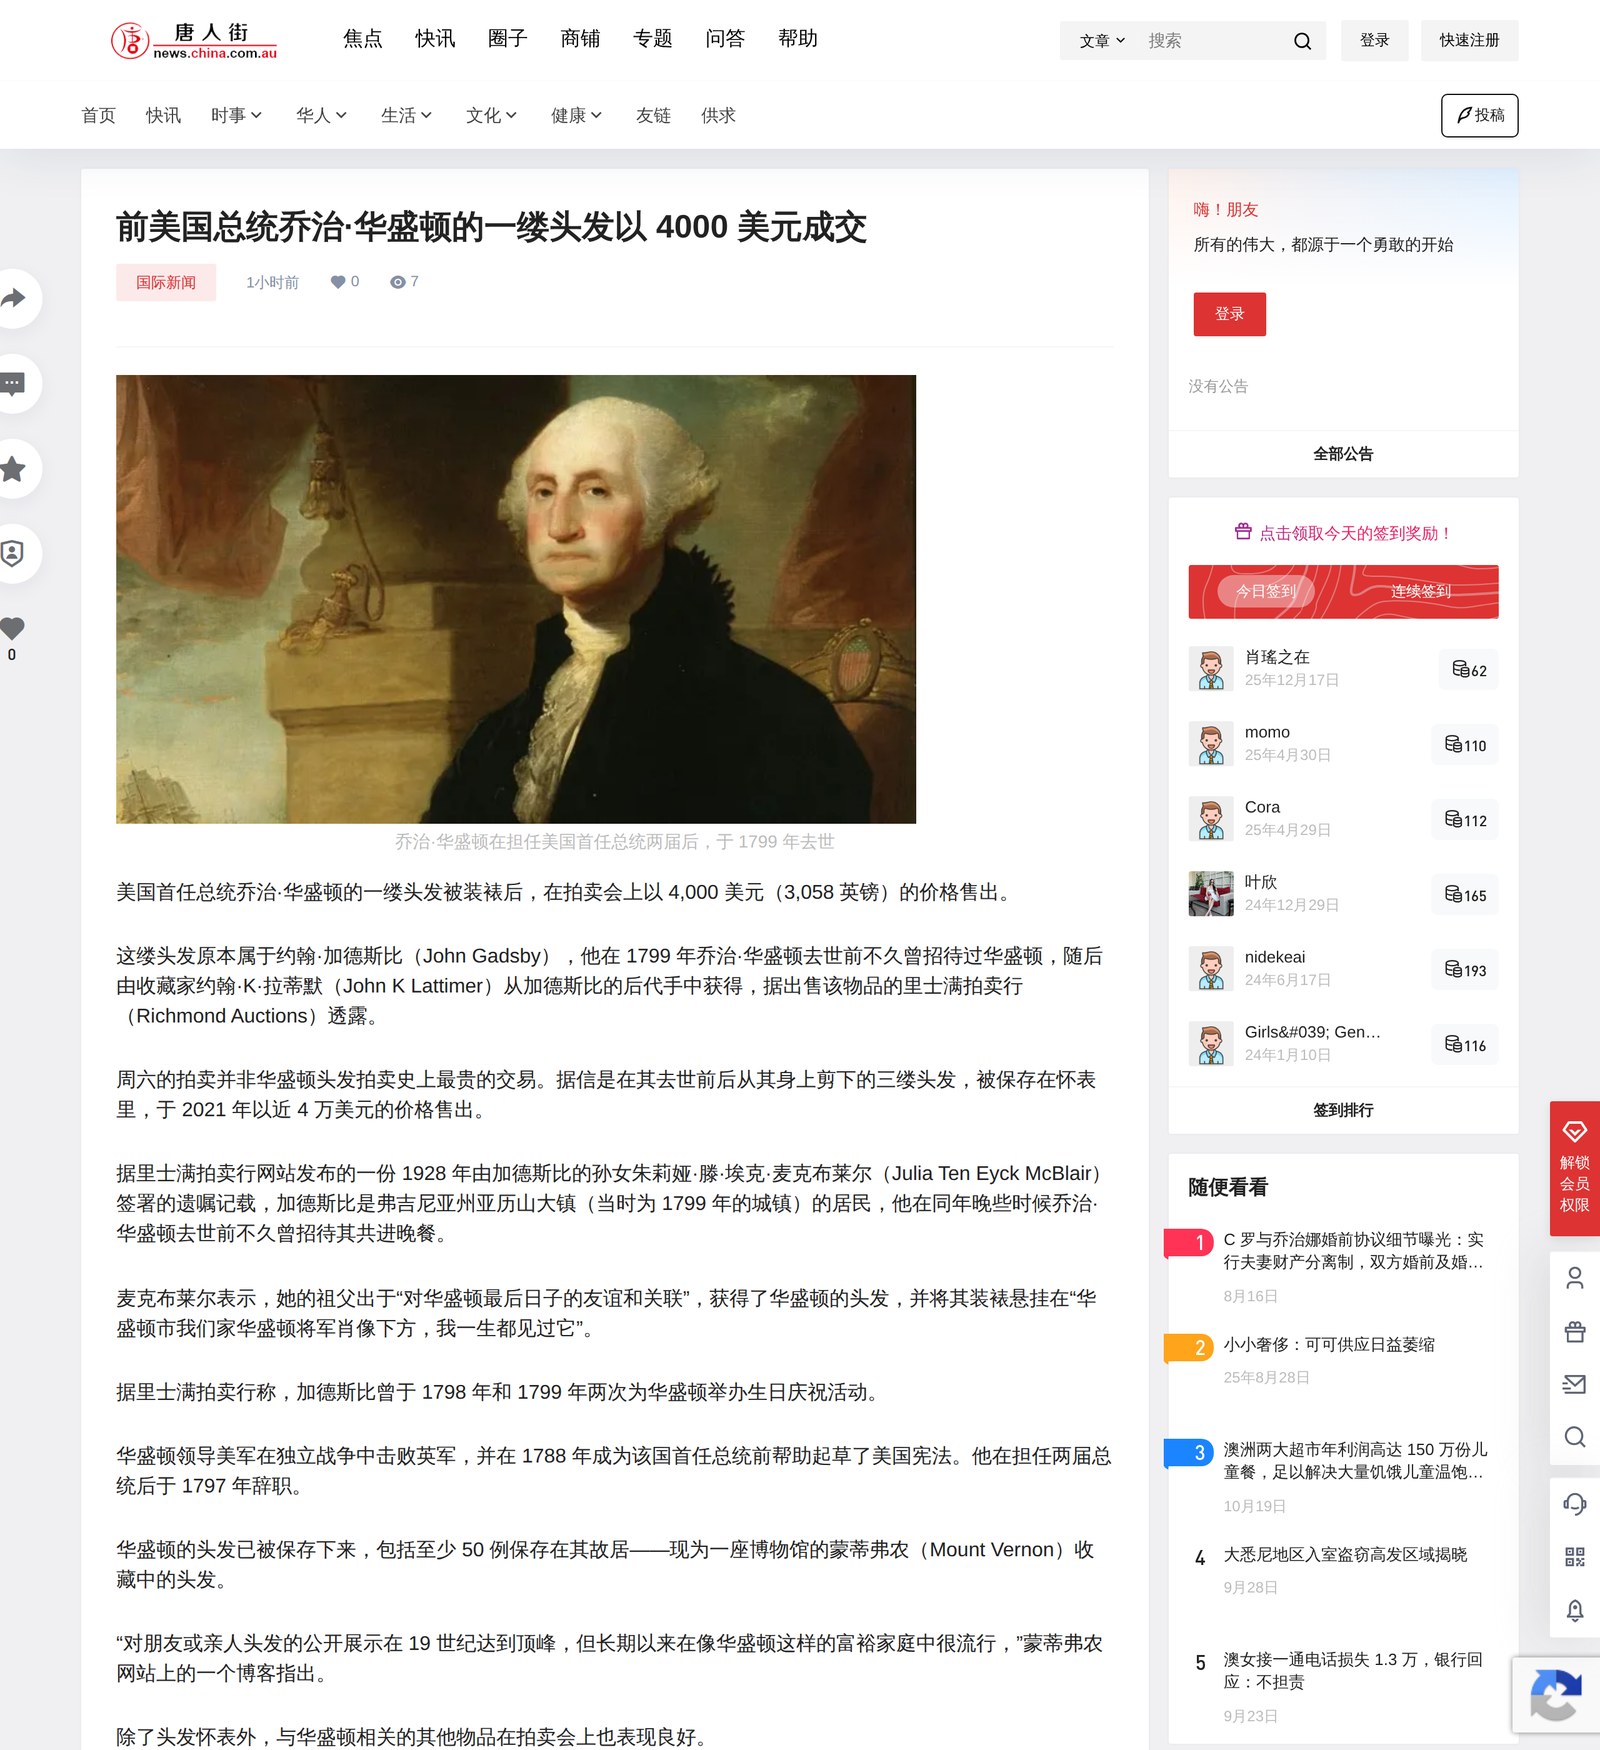 唐人街
news.china.com.au
焦点 快讯 圈子 商铺 专题 问答 帮助
文章 搜索
登录
快速注册
首页 快讯 时事 华人 生活 文化 健康 友链 供求
投稿
前美国总统乔治·华盛顿的一缕头发以 4000 美元成交
国际新闻 1小时前 0 7
0
乔治·华盛顿在担任美国首任总统两届后，于 1799 年去世
美国首任总统乔治·华盛顿的一缕头发被装裱后，在拍卖会上以 4,000 美元（3,058 英镑）的价格售出。
这缕头发原本属于约翰·加德斯比（John Gadsby），他在 1799 年乔治·华盛顿去世前不久曾招待过华盛顿，随后
由收藏家约翰·K·拉蒂默（John K Lattimer）从加德斯比的后代手中获得，据出售该物品的里士满拍卖行
（Richmond Auctions）透露。
周六的拍卖并非华盛顿头发拍卖史上最贵的交易。据信是在其去世前后从其身上剪下的三缕头发，被保存在怀表
里，于 2021 年以近 4 万美元的价格售出。
据里士满拍卖行网站发布的一份 1928 年由加德斯比的孙女朱莉娅·滕·埃克·麦克布莱尔（Julia Ten Eyck McBlair）
签署的遗嘱记载，加德斯比是弗吉尼亚州亚历山大镇（当时为 1799 年的城镇）的居民，他在同年晚些时候乔治·
华盛顿去世前不久曾招待其共进晚餐。
麦克布莱尔表示，她的祖父出于“对华盛顿最后日子的友谊和关联”，获得了华盛顿的头发，并将其装裱悬挂在“华
盛顿市我们家华盛顿将军肖像下方，我一生都见过它”。
据里士满拍卖行称，加德斯比曾于 1798 年和 1799 年两次为华盛顿举办生日庆祝活动。
华盛顿领导美军在独立战争中击败英军，并在 1788 年成为该国首任总统前帮助起草了美国宪法。他在担任两届总
统后于 1797 年辞职。
华盛顿的头发已被保存下来，包括至少 50 例保存在其故居——现为一座博物馆的蒙蒂弗农（Mount Vernon）收
藏中的头发。
“对朋友或亲人头发的公开展示在 19 世纪达到顶峰，但长期以来在像华盛顿这样的富裕家庭中很流行，”蒙蒂弗农
网站上的一个博客指出。
除了头发怀表外，与华盛顿相关的其他物品在拍卖会上也表现良好。
嗨！朋友
所有的伟大，都源于一个勇敢的开始
登录
没有公告
全部公告
点击领取今天的签到奖励！
今日签到 连续签到
肖瑤之在
25年12月17日
62
momo
25年4月30日
110
Cora
25年4月29日
112
叶欣
24年12月29日
165
nidekeai
24年6月17日
193
Girls&#039; Gen…
24年1月10日
116
签到排行
随便看看
1
C 罗与乔治娜婚前协议细节曝光：实
行夫妻财产分离制，双方婚前及婚…
8月16日
2
小小奢侈：可可供应日益萎缩
25年8月28日
3
澳洲两大超市年利润高达 150 万份儿
童餐，足以解决大量饥饿儿童温饱…
10月19日
4
大悉尼地区入室盗窃高发区域揭晓
9月28日
5
澳女接一通电话损失 1.3 万，银行回
应：不担责
9月23日
解锁
会员
权限